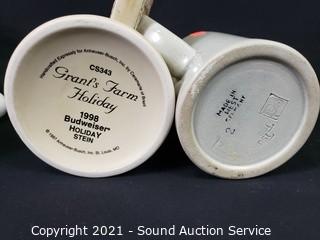 Handcrafted Expressly for Anheuser-Busch, Inc. by Ceramarte of Brazil
CS343
Grant's Farm
Holiday
1998
Budweiser
HOLIDAY
STEIN
© 1997 Anheuser-Busch, Inc. St. Louis, MO
MADE IN
WEST
GERMANY
2
Copyright 2021 - Sound Auction Service